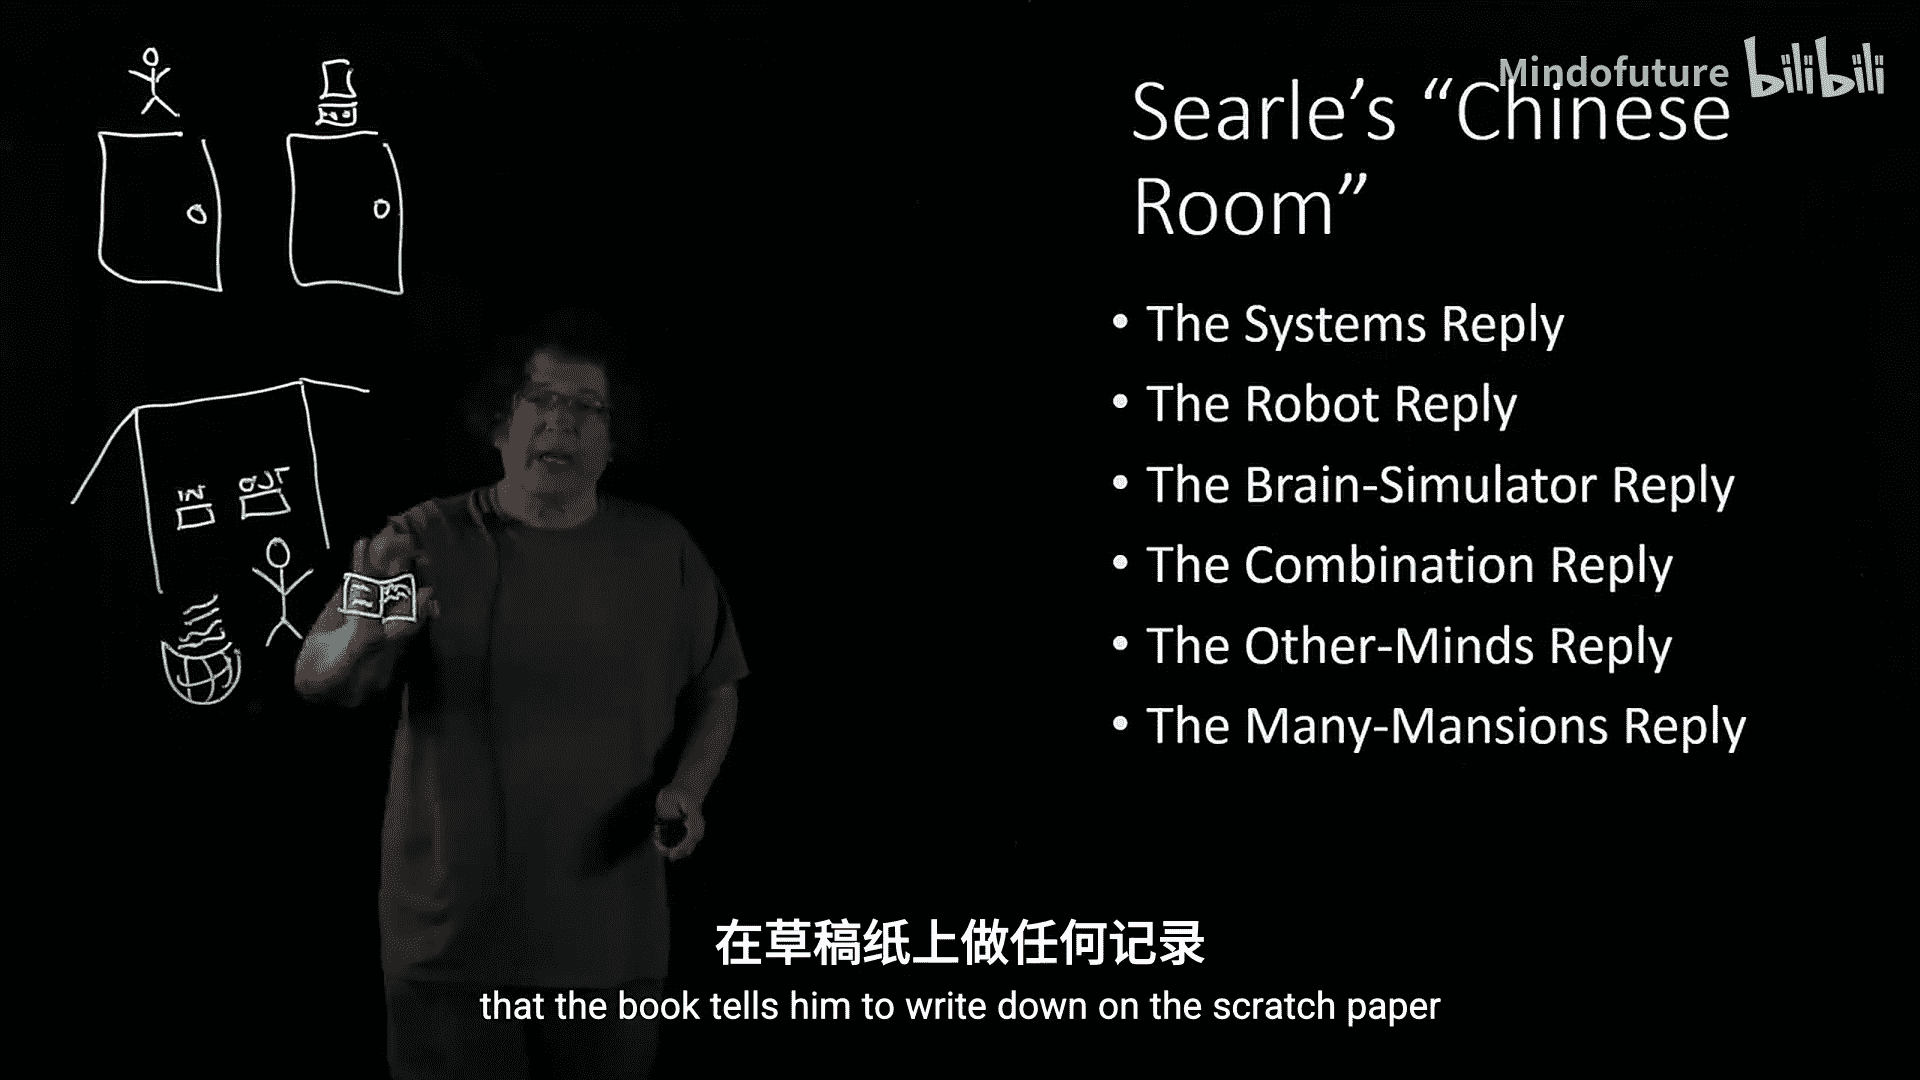 Mindofuture bilibili
Searle’s “Chinese
Room”
• The Systems Reply
• The Robot Reply
• The Brain-Simulator Reply
• The Combination Reply
• The Other-Minds Reply
• The Many-Mansions Reply
IN OUT
在草稿纸上做任何记录
that the book tells him to write down on the scratch paper